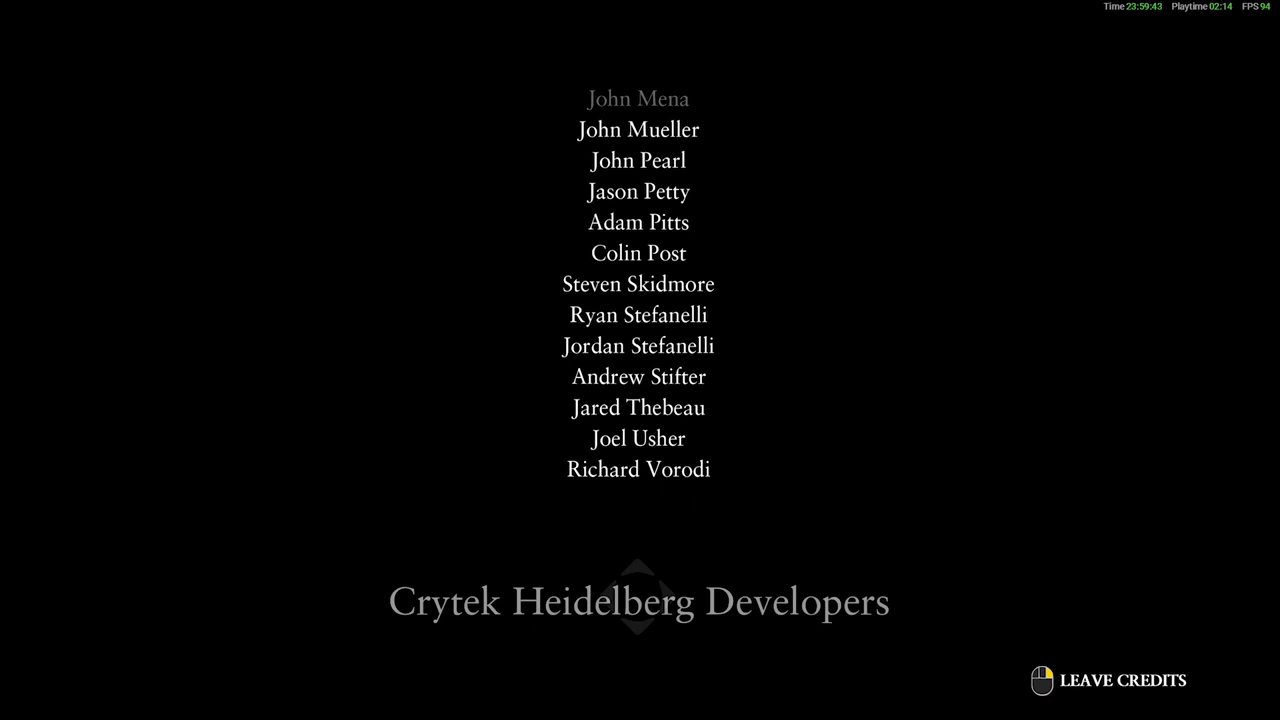 Time 23:59:43 Playtime 02:14 FPS 94
John Mena
John Mueller
John Pearl
Jason Petty
Adam Pitts
Colin Post
Steven Skidmore
Ryan Stefanelli
Jordan Stefanelli
Andrew Stifter
Jared Thebeau
Joel Usher
Richard Vorodi
Crytek Heidelberg Developers
LEAVE CREDITS